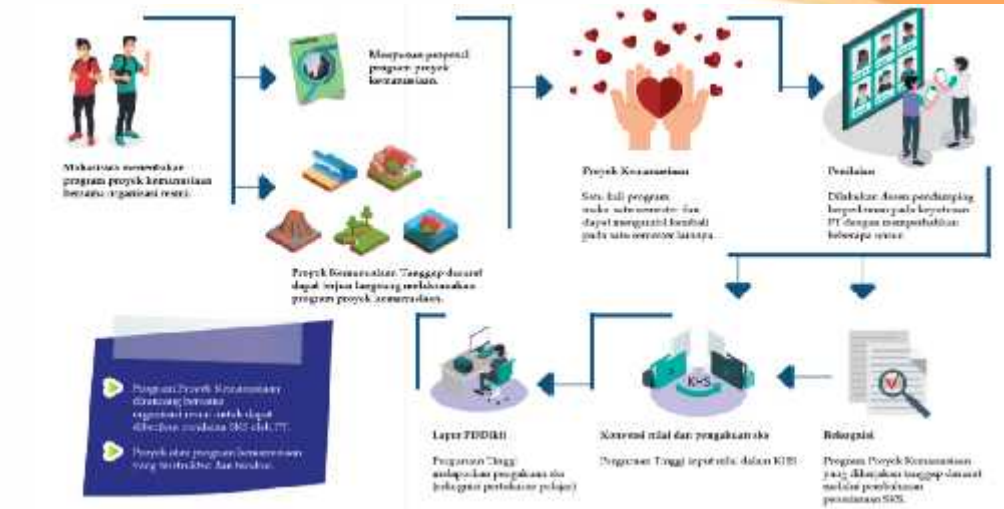 Mahasiswa menentukan
program proyek kemanusiaan
bersama organisasi resmi.
Menyusun proposal
program proyek
kemanusiaan.
Proyek Kemanusiaan Tanggap darurat
dapat terjun langsung melaksanakan
program proyek kemanusiaan.
Proyek Kemanusiaan
Satu kali program
maks. satu semester dan
dapat mengambil kembali
pada satu semester lainnya.
Penilaian
Dilakukan dosen pendamping
berpedoman pada keputusan
PT dengan memperhatikan
beberapa unsur.
Rekognisi
Program Proyek Kemanusiaan
yang dikerjakan tanggap darurat
melalui pembobotan
penyetaraan SKS.
KHS
Konversi nilai dan pengakuan sks
Perguruan Tinggi input nilai dalam KHS
Lapor PDDikti
Perguruan Tinggi
melaporkan pengakuan sks
(rekognisi pertukaran pelajar)
Program Proyek Kemanusiaan
dirancang bersama
organisasi resmi untuk dapat
diberikan SKS oleh PT.
Proyek atau program kemanusiaan
yang terstruktur dan terukur.